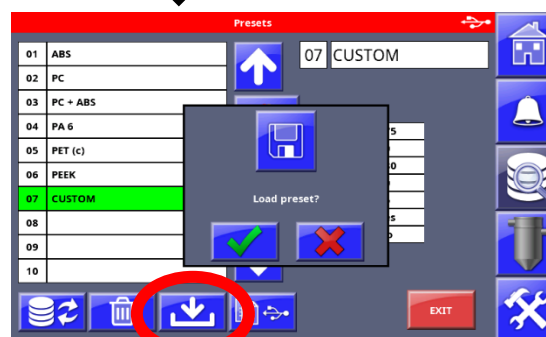 Presets
07 CUSTOM
01 ABS
02 PC
03 PC + ABS
04 PA 6
05 PET (c)
06 PEEK
07 CUSTOM
08
09
10
Load preset?
EXIT